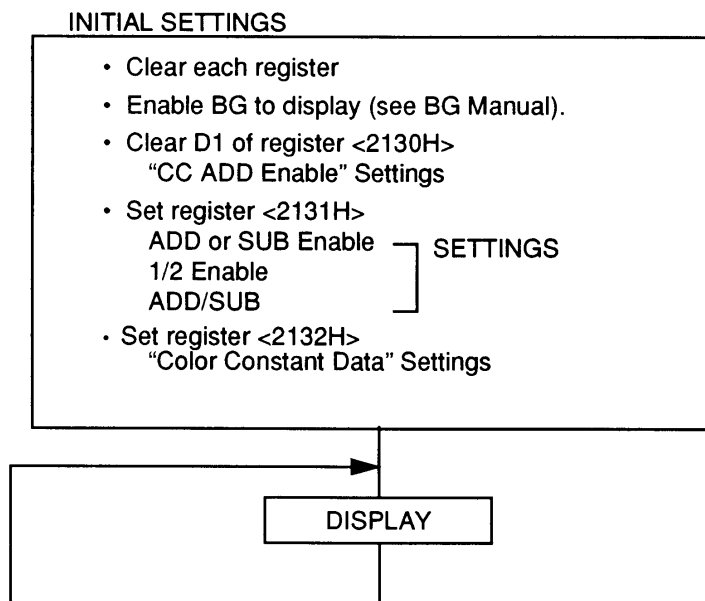 INITIAL SETTINGS
• Clear each register
• Enable BG to display (see BG Manual).
• Clear D1 of register <2130H>
“CC ADD Enable” Settings
• Set register <2131H>
ADD or SUB Enable
1/2 Enable
ADD/SUB
SETTINGS
• Set register <2132H>
“Color Constant Data” Settings
DISPLAY